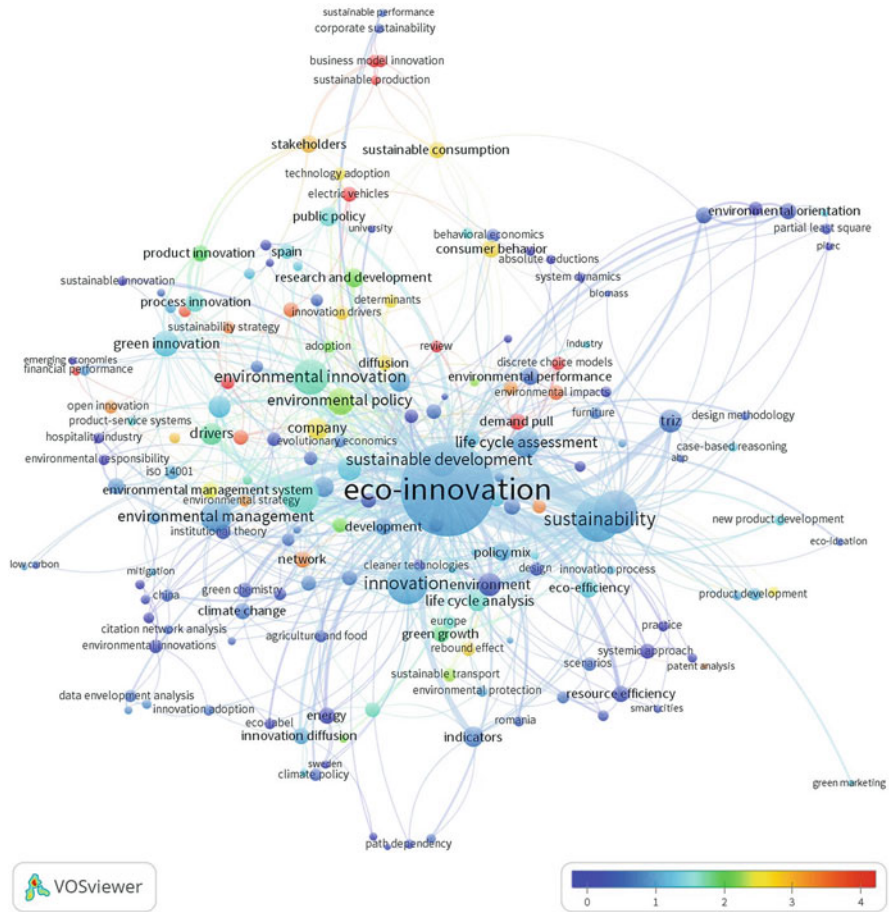 sustainable performance
corporate sustainability
business model innovation
sustainable production
stakeholders
sustainable consumption
technology adoption
electric vehicles
public policy
university
environmental orientation
partial least square
pitec
behavioral economics
consumer behavior
absolute reductions
product innovation
spain
research and development
system dynamics
biomass
sustainable innovation
process innovation
determinants
innovation drivers
sustainability strategy
green innovation
adoption
review
industry
emerging economies
financial performance
diffusion
discrete choice models
environmental innovation
environmental performance
environmental impacts
environmental policy
open innovation
product-service systems
furniture
triz
design methodology
demand pull
company
drivers
hospitality industry
evolutionary economics
life cycle assessment
case-based reasoning
ahp
environmental responsibility
sustainable development
iso 14001
environmental management system
environmental strategy
eco-innovation
environmental management
institutional theory
development
sustainability
new product development
eco-ideation
policy mix
network
low carbon
cleaner technologies
design
innovation process
mitigation
innovation
environment
eco-efficiency
green chemistry
china
life cycle analysis
product development
climate change
europe
citation network analysis
agriculture and food
green growth
practice
environmental innovations
rebound effect
systemic approach
patent analysis
scenarios
sustainable transport
environmental protection
resource efficiency
data envelopment analysis
innovation adoption
smart cities
energy
eco-label
romania
innovation diffusion
indicators
sweden
climate policy
green marketing
path dependency
VOSviewer
0 1 2 3 4